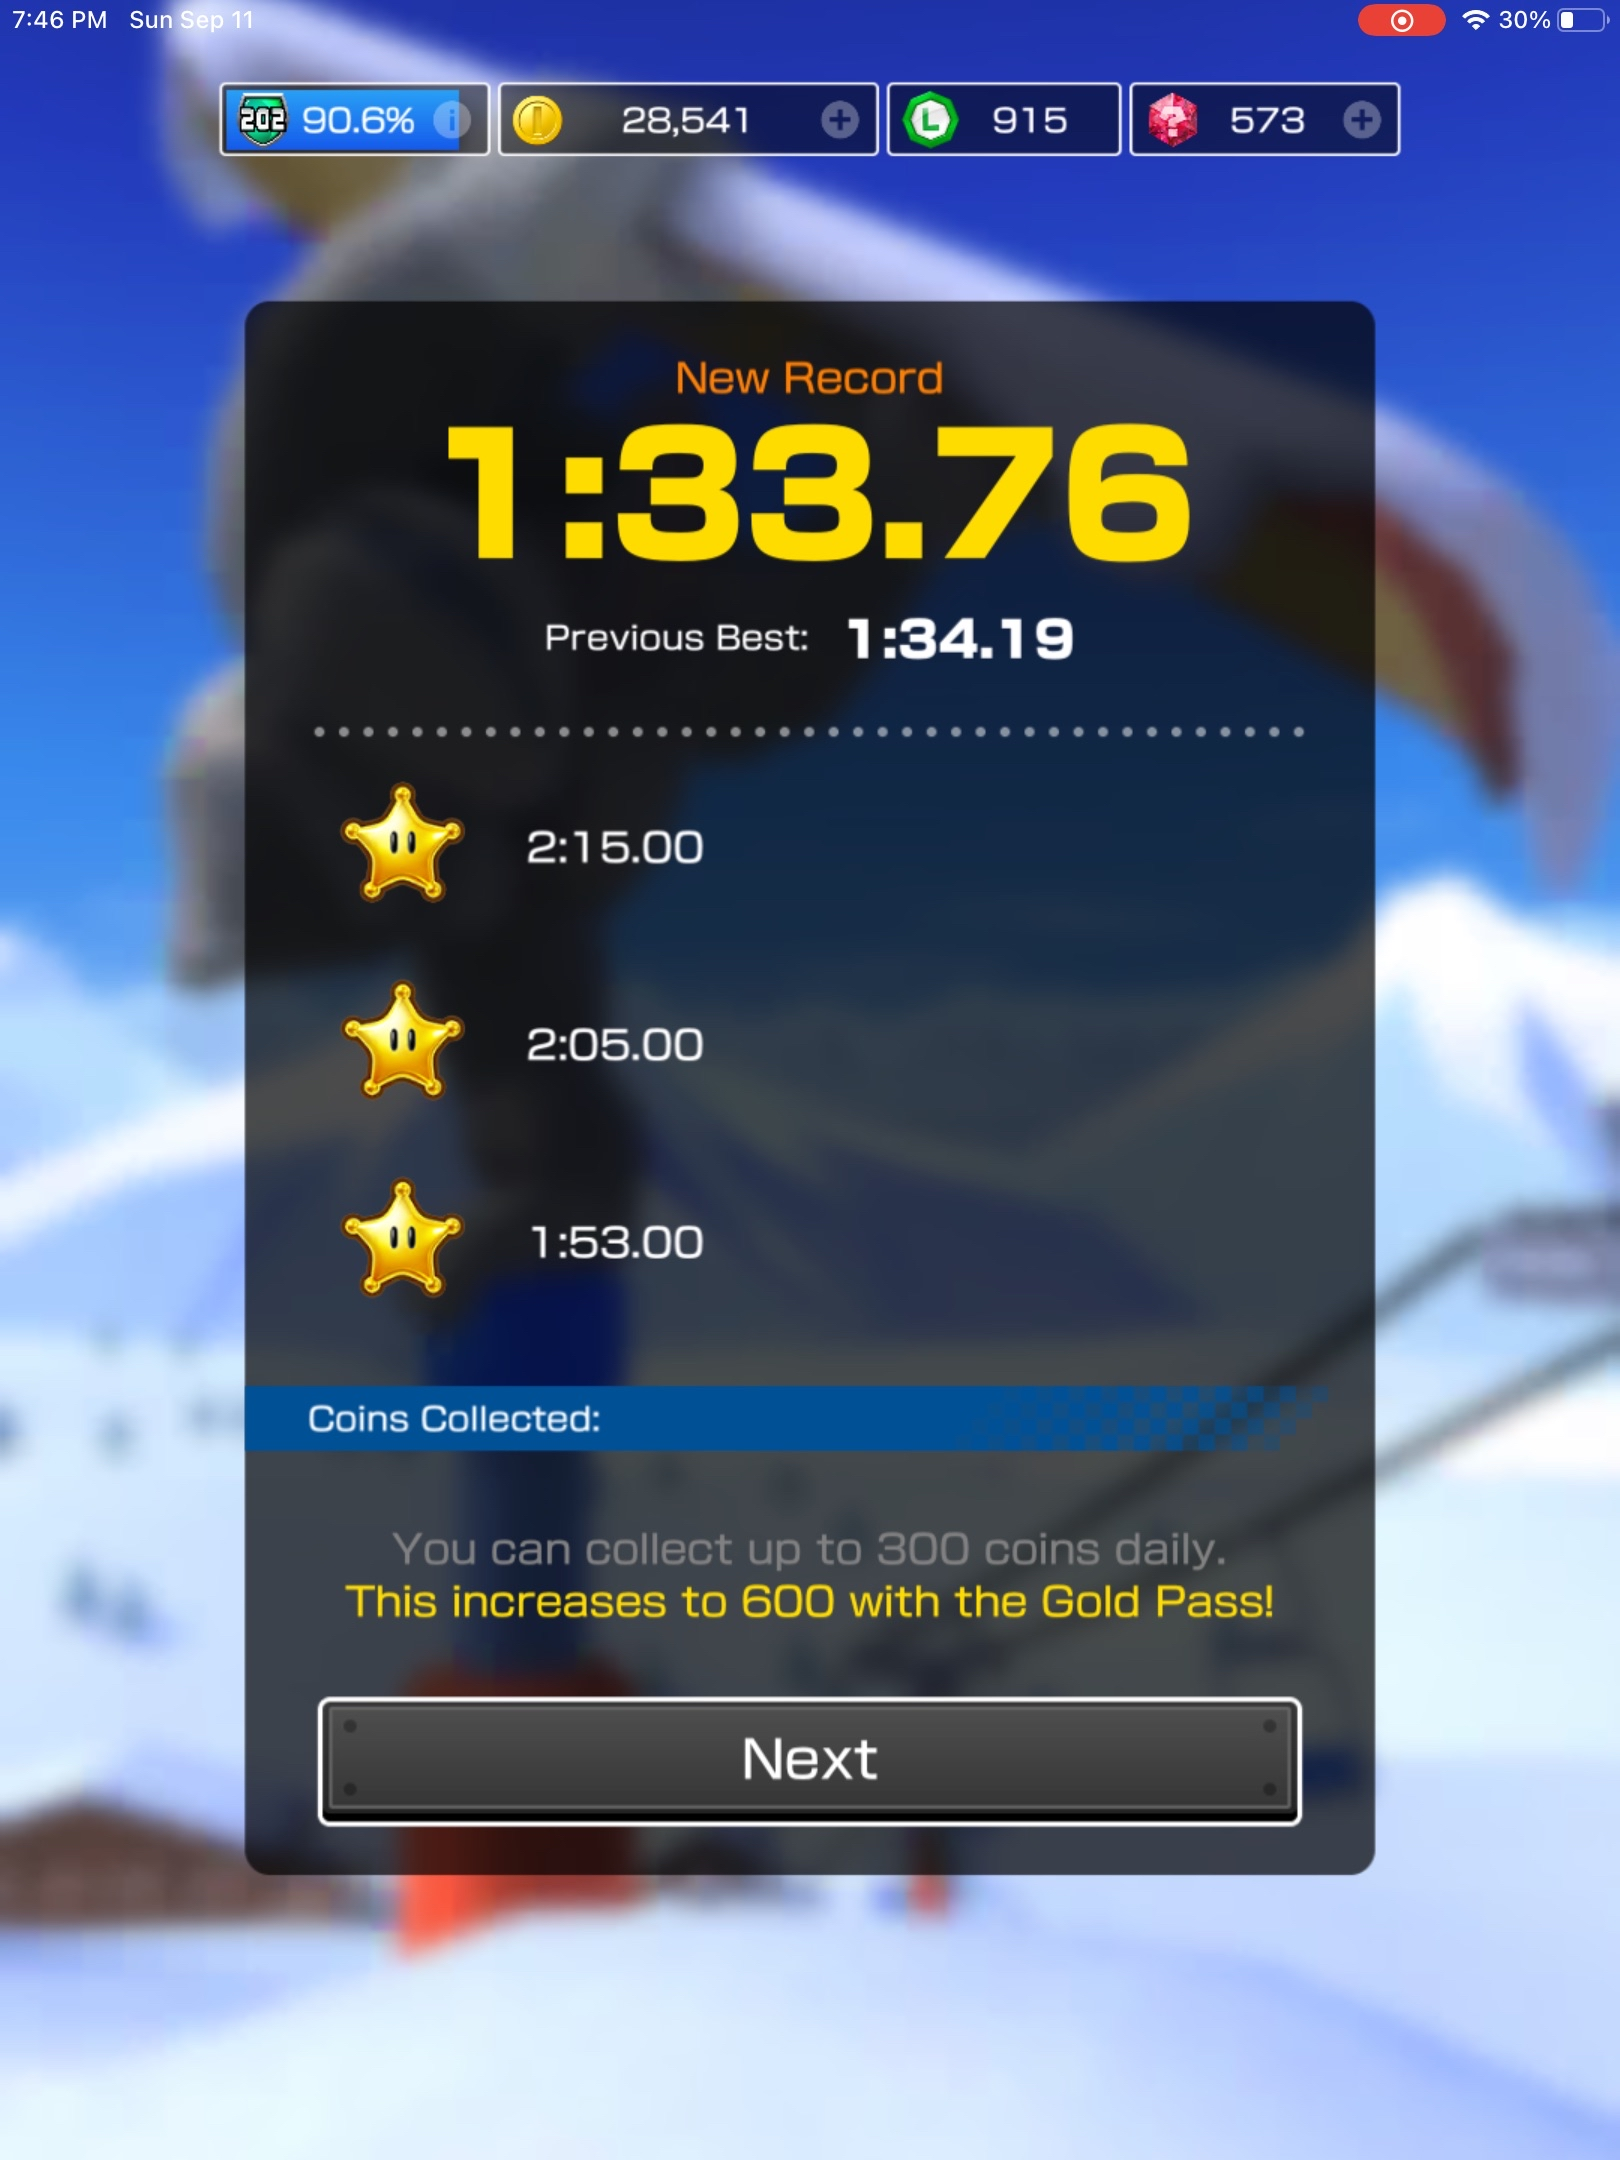 7:46 PM Sun Sep 11 30%
202 90.6% i 28,541 + L 915 ? 573 +
New Record
1:33.76
Previous Best: 1:34.19
2:15.00
2:05.00
1:53.00
Coins Collected:
You can collect up to 300 coins daily.
This increases to 600 with the Gold Pass!
Next